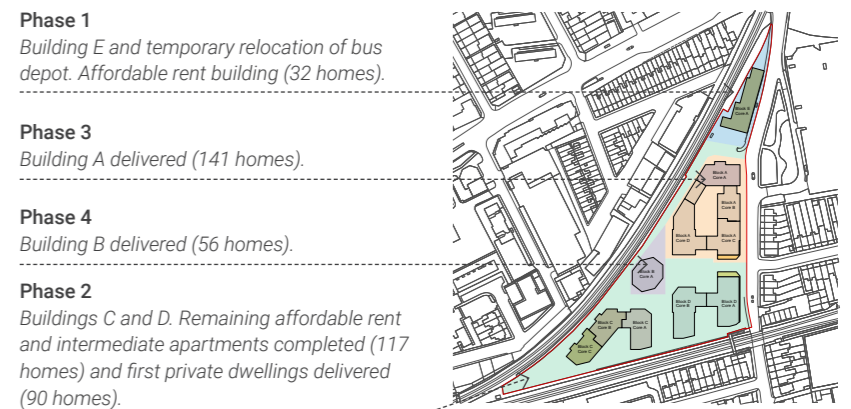 Phase 1
Building E and temporary relocation of bus
depot. Affordable rent building (32 homes).
Phase 3
Building A delivered (141 homes).
Phase 4
Building B delivered (56 homes).
Phase 2
Buildings C and D. Remaining affordable rent
and intermediate apartments completed (117
homes) and first private dwellings delivered
(90 homes).
Block E
Core A
Block A
Core A
Block A
Core B
Block A
Core D
Block A
Core C
Block B
Core A
Block D
Core B
Block D
Core A
Block C
Core B
Block C
Core A
Block C
Core C